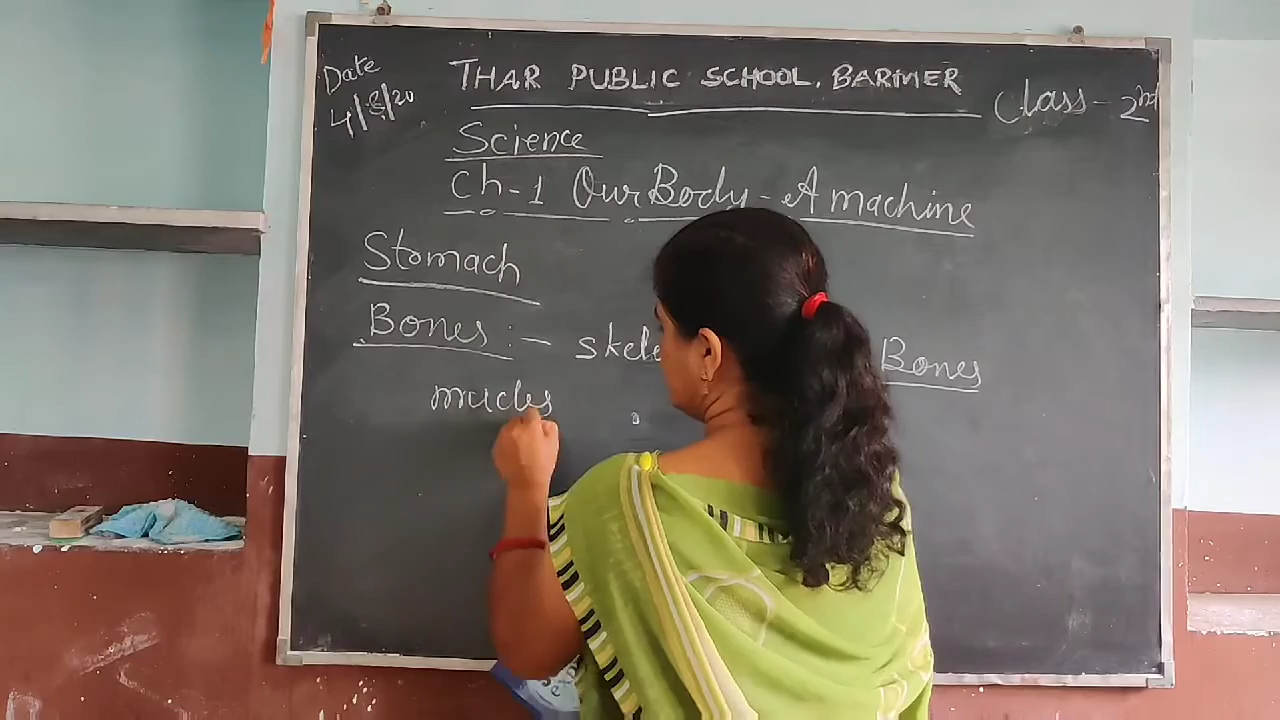 Date
4/8/20
THAR PUBLIC SCHOOL, BARMER
Class - 2nd
Science
Ch-1 Our Body - A machine
Stomach
Bones :- skele Bones
mucles